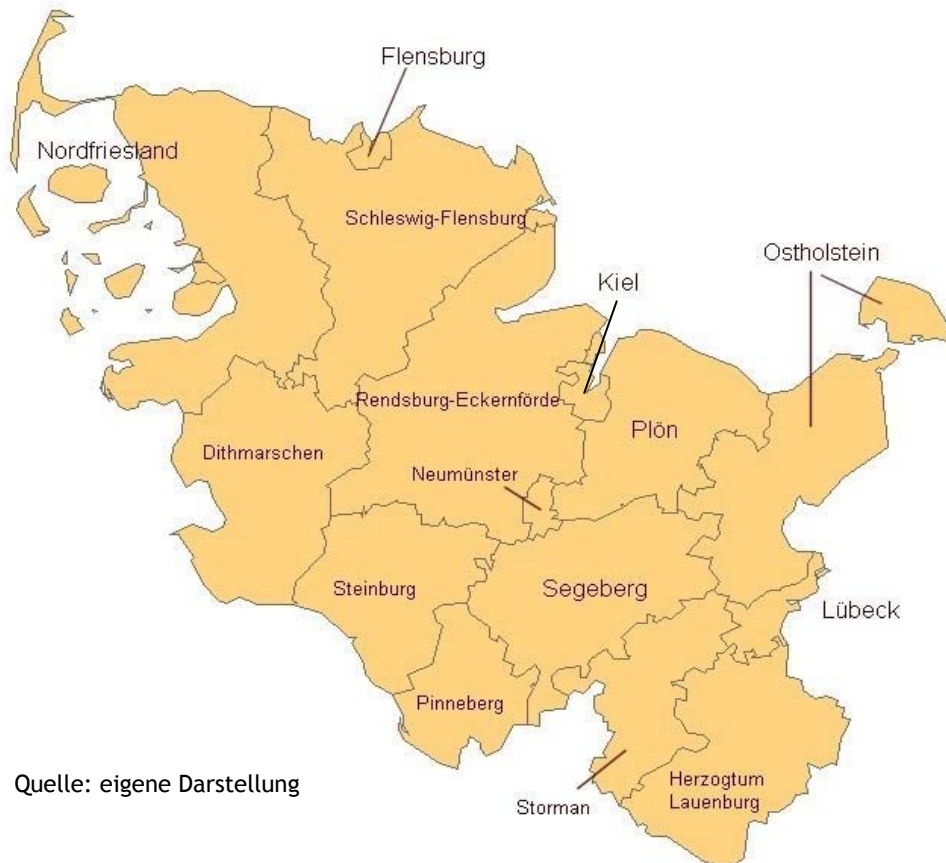 Flensburg
Nordfriesland
Schleswig-Flensburg
Ostholstein
Kiel
Rendsburg-Eckernförde
Plön
Dithmarschen
Neumünster
Steinburg
Segeberg
Lübeck
Pinneberg
Quelle: eigene Darstellung
Storman
Herzogtum
Lauenburg